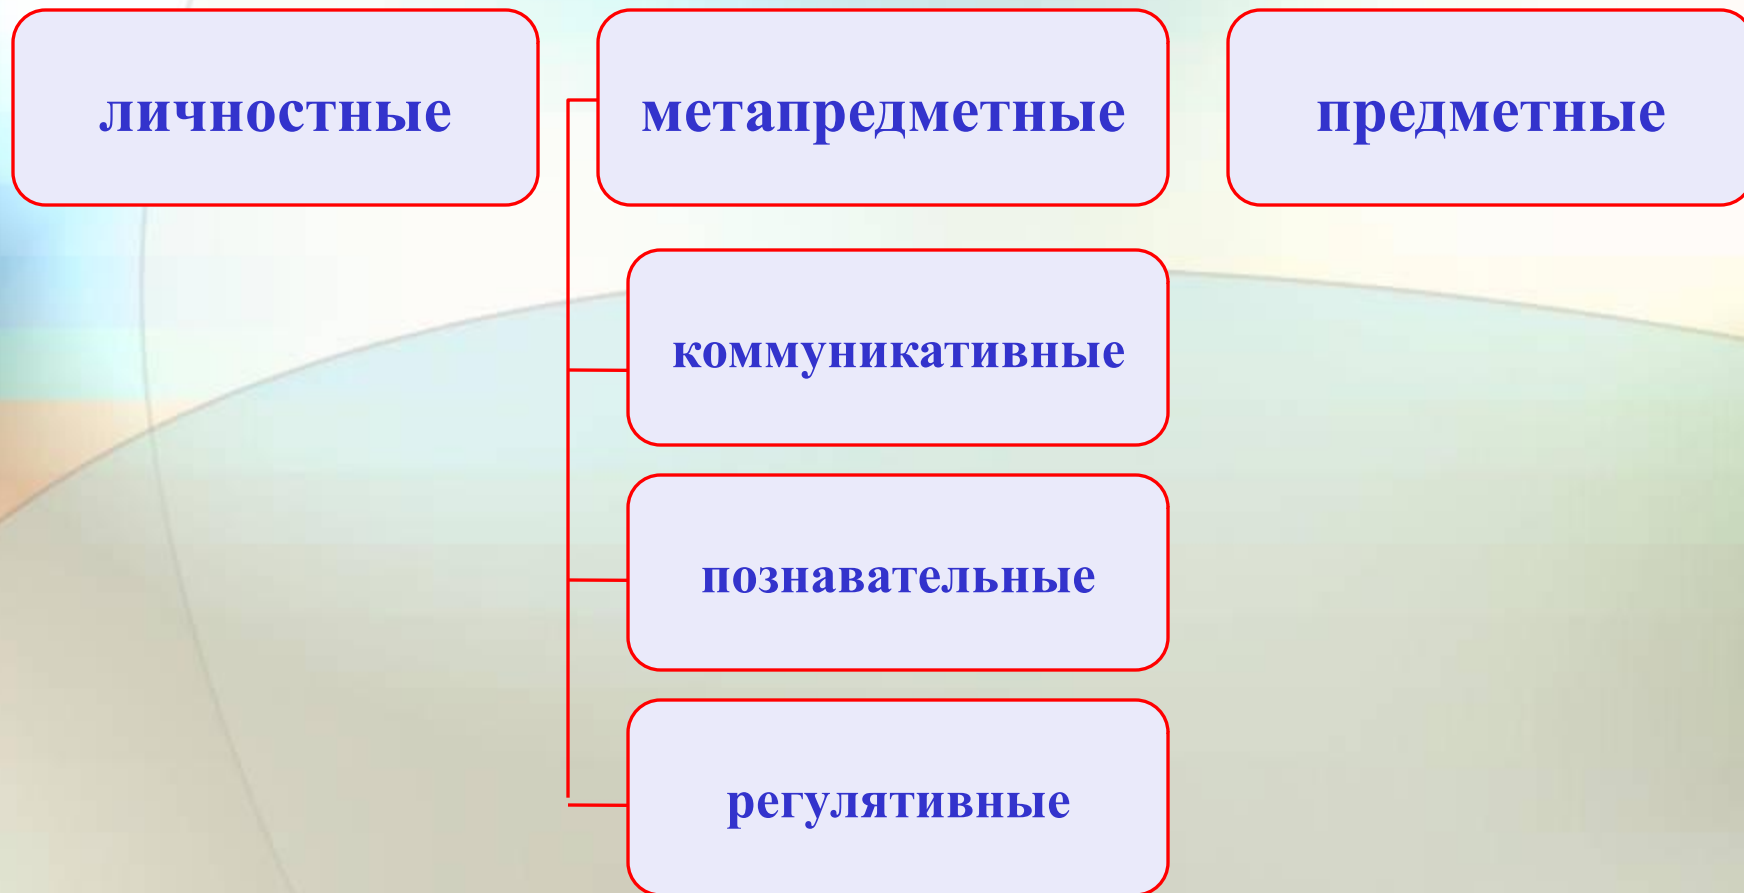 личностные
метапредметные
предметные
коммуникативные
познавательные
регулятивные